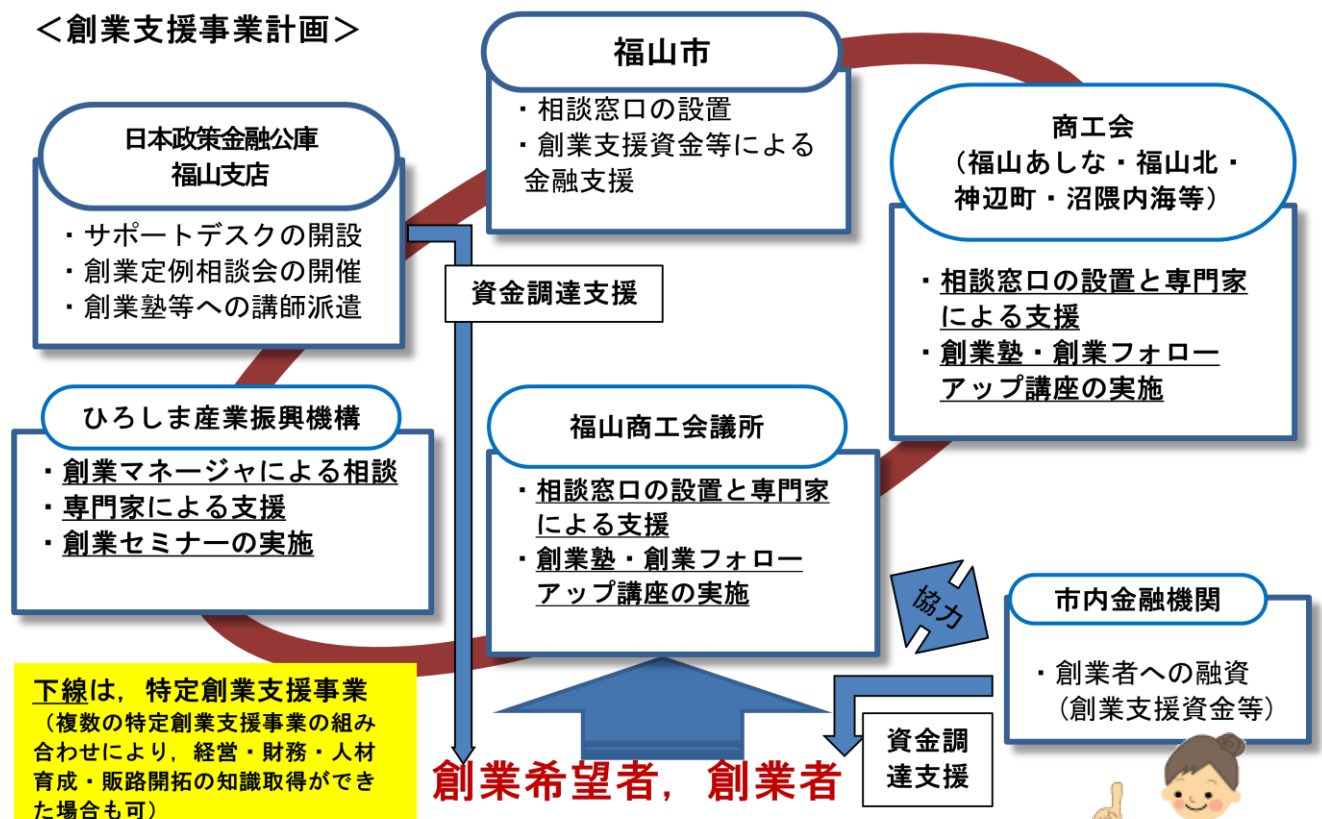 ＜創業支援事業計画＞
福山市
・相談窓口の設置
・創業支援資金等による
金融支援
日本政策金融公庫
福山支店
・サポートデスクの開設
・創業定例相談会の開催
・創業塾等への講師派遣
商工会
（福山あしな・福山北・
神辺町・沼隈内海等）
・相談窓口の設置と専門家
による支援
・創業塾・創業フォロー
アップ講座の実施
資金調達支援
ひろしま産業振興機構
・創業マネージャによる相談
・専門家による支援
・創業セミナーの実施
福山商工会議所
・相談窓口の設置と専門家
による支援
・創業塾・創業フォロー
アップ講座の実施
協力
市内金融機関
・創業者への融資
（創業支援資金等）
資金調
達支援
下線は，特定創業支援事業
（複数の特定創業支援事業の組み
合わせにより，経営・財務・人材
育成・販路開拓の知識取得ができ
た場合も可）
創業希望者，創業者